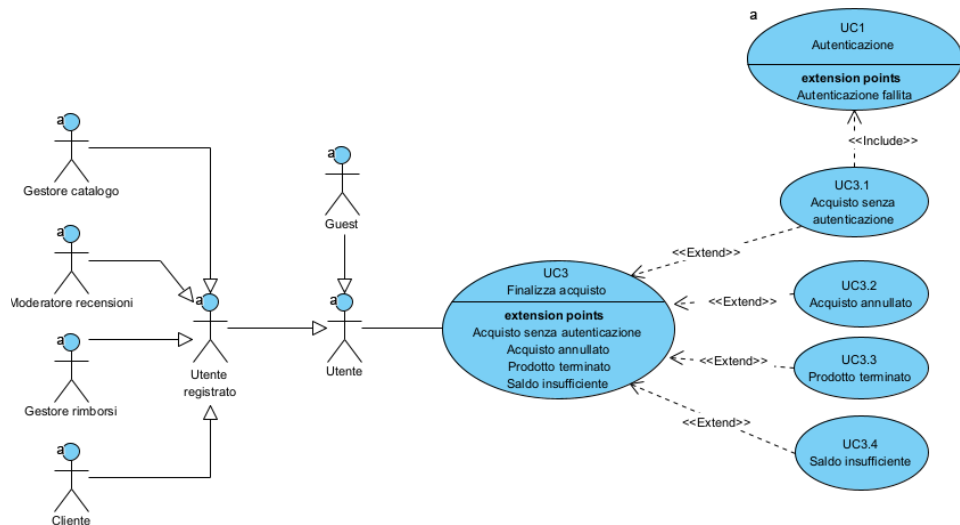 a
UC1
Autenticazione
extension points
Autenticazione fallita
<<Include>>
a
Gestore catalogo
a
Guest
UC3.1
Acquisto senza
autenticazione
<<Extend>>
a
Moderatore recensioni
a
Utente
registrato
a
Utente
UC3
Finalizza acquisto
extension points
Acquisto senza autenticazione
Acquisto annullato
Prodotto terminato
Saldo insufficiente
<<Extend>>
UC3.2
Acquisto annullato
a
Gestore rimborsi
<<Extend>>
UC3.3
Prodotto terminato
<<Extend>>
UC3.4
Saldo insufficiente
a
Cliente